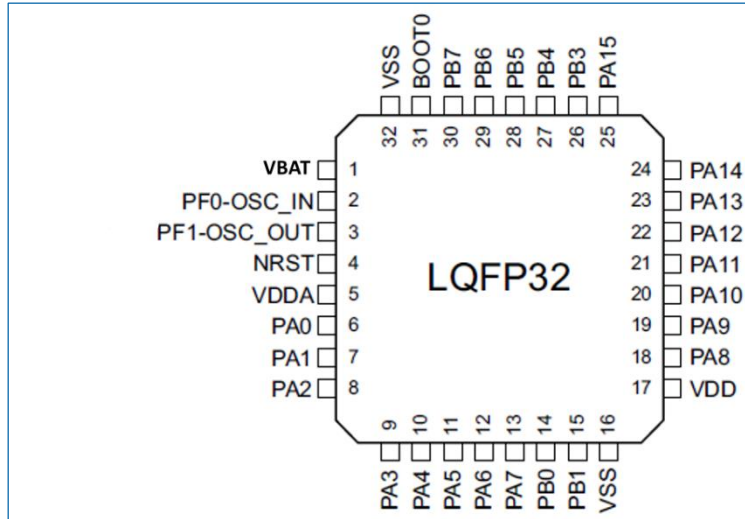 VSS
BOOT0
PB7
PB6
PB5
PB4
PB3
PA15
32
31
30
29
28
27
26
25
VBAT 1
PF0-OSC_IN 2
PF1-OSC_OUT 3
NRST 4
VDDA 5
PA0 6
PA1 7
PA2 8
LQFP32
24 PA14
23 PA13
22 PA12
21 PA11
20 PA10
19 PA9
18 PA8
17 VDD
9
10
11
12
13
14
15
16
PA3
PA4
PA5
PA6
PA7
PB0
PB1
VSS